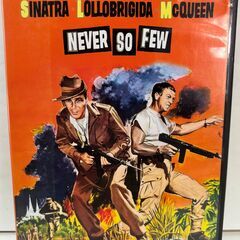 SINATRA LOLLOBRIGIDA MCQUEEN
NEVER SO FEW